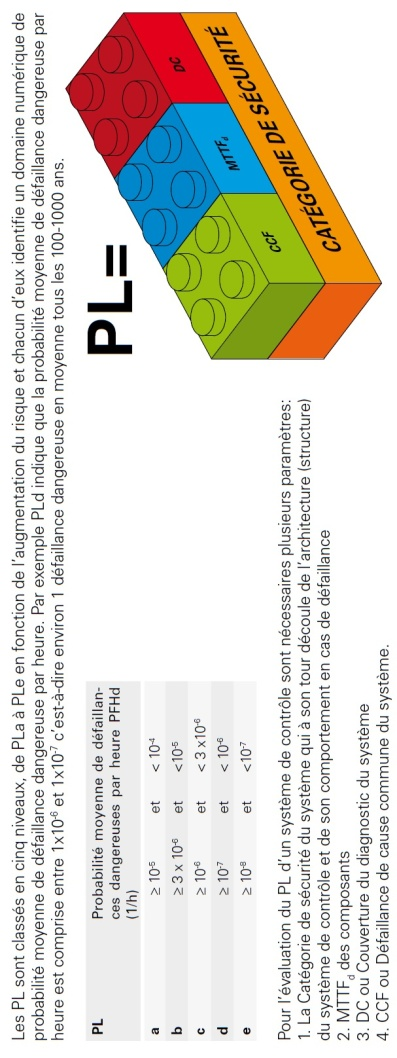 Les PL sont classés en cinq niveaux, de PLa à PLe en fonction de l'augmentation du risque et chacun d'eux identifie un domaine numérique de
probabilité moyenne de défaillance dangereuse par heure. Par exemple PLd indique que la probabilité moyenne de défaillance dangereuse par
heure est comprise entre 1x10⁻⁶ et 1x10⁻⁷ c'est-à-dire environ 1 défaillance dangereuse en moyenne tous les 100-1000 ans.
PL Probabilité moyenne de défaillan-
ces dangereuses par heure PFHd
(1/h)
a ≥ 10⁻⁵ et < 10⁻⁴
b ≥ 3 x 10⁻⁶ et <10⁻⁵
c ≥ 10⁻⁶ et < 3 x10⁻⁶
d ≥ 10⁻⁷ et < 10⁻⁶
e ≥ 10⁻⁸ et <10⁻⁷
PL=
CCF
MTTFd
DC
CATÉGORIE DE SÉCURITÉ
Pour l'évaluation du PL d'un système de contrôle sont nécessaires plusieurs paramètres:
1. La Catégorie de sécurité du système qui à son tour découle de l'architecture (structure)
du système de contrôle et de son comportement en cas de défaillance
2. MTTFd des composants
3. DC ou Couverture du diagnostic du système
4. CCF ou Défaillance de cause commune du système.